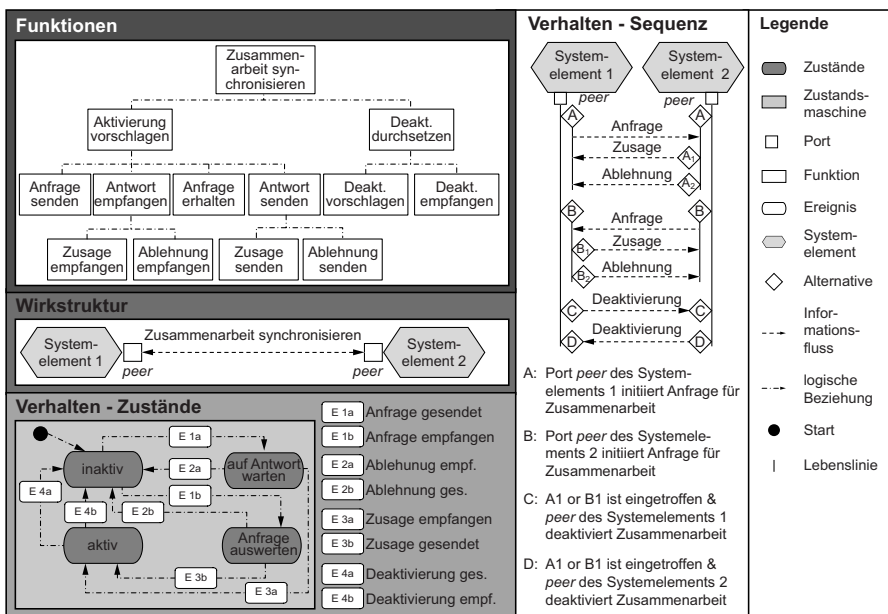 Funktionen
Zusammen-
arbeit syn-
chronisieren
Aktivierung
vorschlagen
Deakt.
durchsetzen
Anfrage
senden
Antwort
empfangen
Anfrage
erhalten
Antwort
senden
Deakt.
vorschlagen
Deakt.
empfangen
Zusage
empfangen
Ablehnung
empfangen
Zusage
senden
Ablehnung
senden
Wirkstruktur
System-
element 1
peer
Zusammenarbeit synchronisieren
System-
element 2
peer
Verhalten - Zustände
inaktiv
auf Antwort
warten
aktiv
Anfrage
auswerten
E 1a
E 2a
E 1b
E 4a
E 4b
E 2b
E 3b
E 3a
E 1a Anfrage gesendet
E 1b Anfrage empfangen
E 2a Ablehunug empf.
E 2b Ablehnung ges.
E 3a Zusage empfangen
E 3b Zusage gesendet
E 4a Deaktivierung ges.
E 4b Deaktivierung empf.
Verhalten - Sequenz
System-
element 1
System-
element 2
peer
peer
A Anfrage A
Zusage A1
Ablehnung A2
B Anfrage B
B1 Zusage
B2 Ablehnung
C Deaktivierung C
D Deaktivierung D
A: Port peer des System-
elements 1 initiiert Anfrage für
Zusammenarbeit
B: Port peer des Systemele-
ments 2 initiiert Anfrage für
Zusammenarbeit
C: A1 or B1 ist eingetroffen &
peer des Systemelements 1
deaktiviert Zusammenarbeit
D: A1 or B1 ist eingetroffen &
peer des Systemelements 2
deaktiviert Zusammenarbeit
Legende
Zustände
Zustands-
maschine
Port
Funktion
Ereignis
System-
element
Alternative
Infor-
mations-
fluss
logische
Beziehung
Start
Lebenslinie